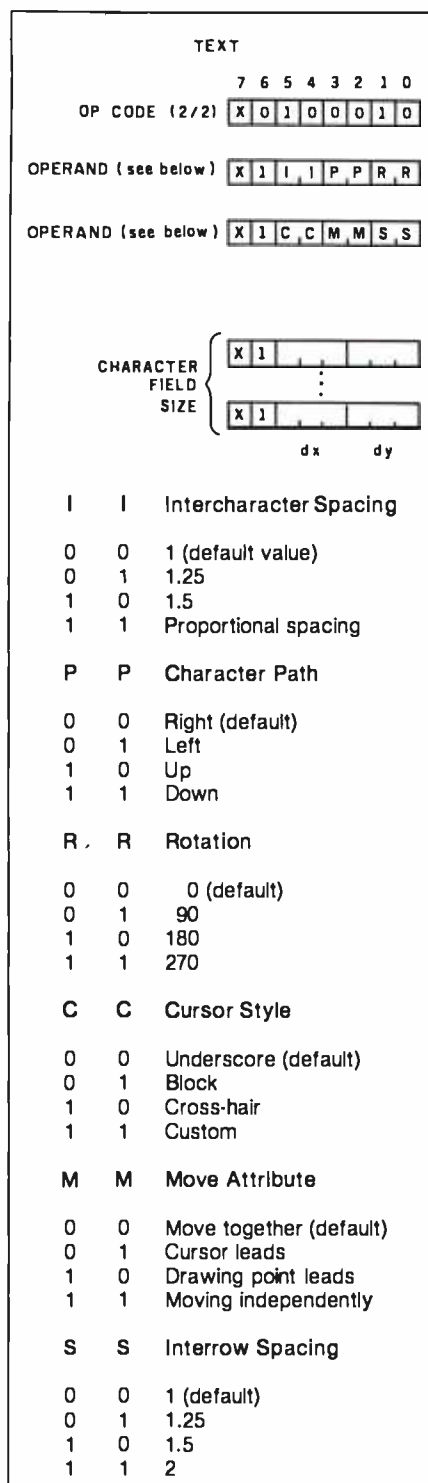 TEXT
7 6 5 4 3 2 1 0
OP CODE (2/2) X 0 1 0 0 0 1 0
OPERAND (see below) X 1 I I P P R R
OPERAND (see below) X 1 C C M M S S
X 1
CHARACTER
FIELD
SIZE
X 1
dx dy
I I Intercharacter Spacing
0 0 1 (default value)
0 1 1.25
1 0 1.5
1 1 Proportional spacing
P P Character Path
0 0 Right (default)
0 1 Left
1 0 Up
1 1 Down
R R Rotation
0 0 0 (default)
0 1 90
1 0 180
1 1 270
C C Cursor Style
0 0 Underscore (default)
0 1 Block
1 0 Cross-hair
1 1 Custom
M M Move Attribute
0 0 Move together (default)
0 1 Cursor leads
1 0 Drawing point leads
1 1 Moving independently
S S Interrow Spacing
0 0 1 (default)
0 1 1.25
1 0 1.5
1 1 2